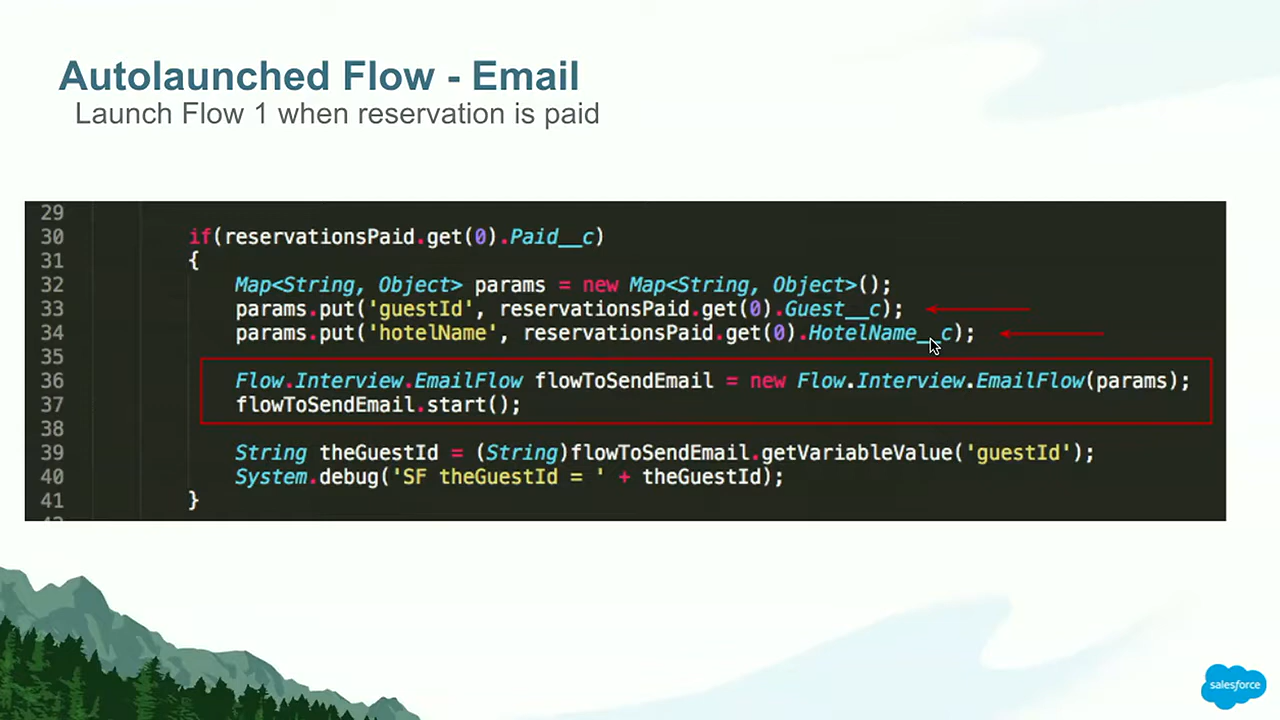 Autolaunched Flow - Email
Launch Flow 1 when reservation is paid
29
30 if(reservationsPaid.get(0).Paid__c)
31 {
32 Map<String, Object> params = new Map<String, Object>();
33 params.put('guestId', reservationsPaid.get(0).Guest__c);
34 params.put('hotelName', reservationsPaid.get(0).HotelName__c);
35
36 Flow.Interview.EmailFlow flowToSendEmail = new Flow.Interview.EmailFlow(params);
37 flowToSendEmail.start();
38
39 String theGuestId = (String)flowToSendEmail.getVariableValue('guestId');
40 System.debug('SF theGuestId = ' + theGuestId);
41 }
salesforce